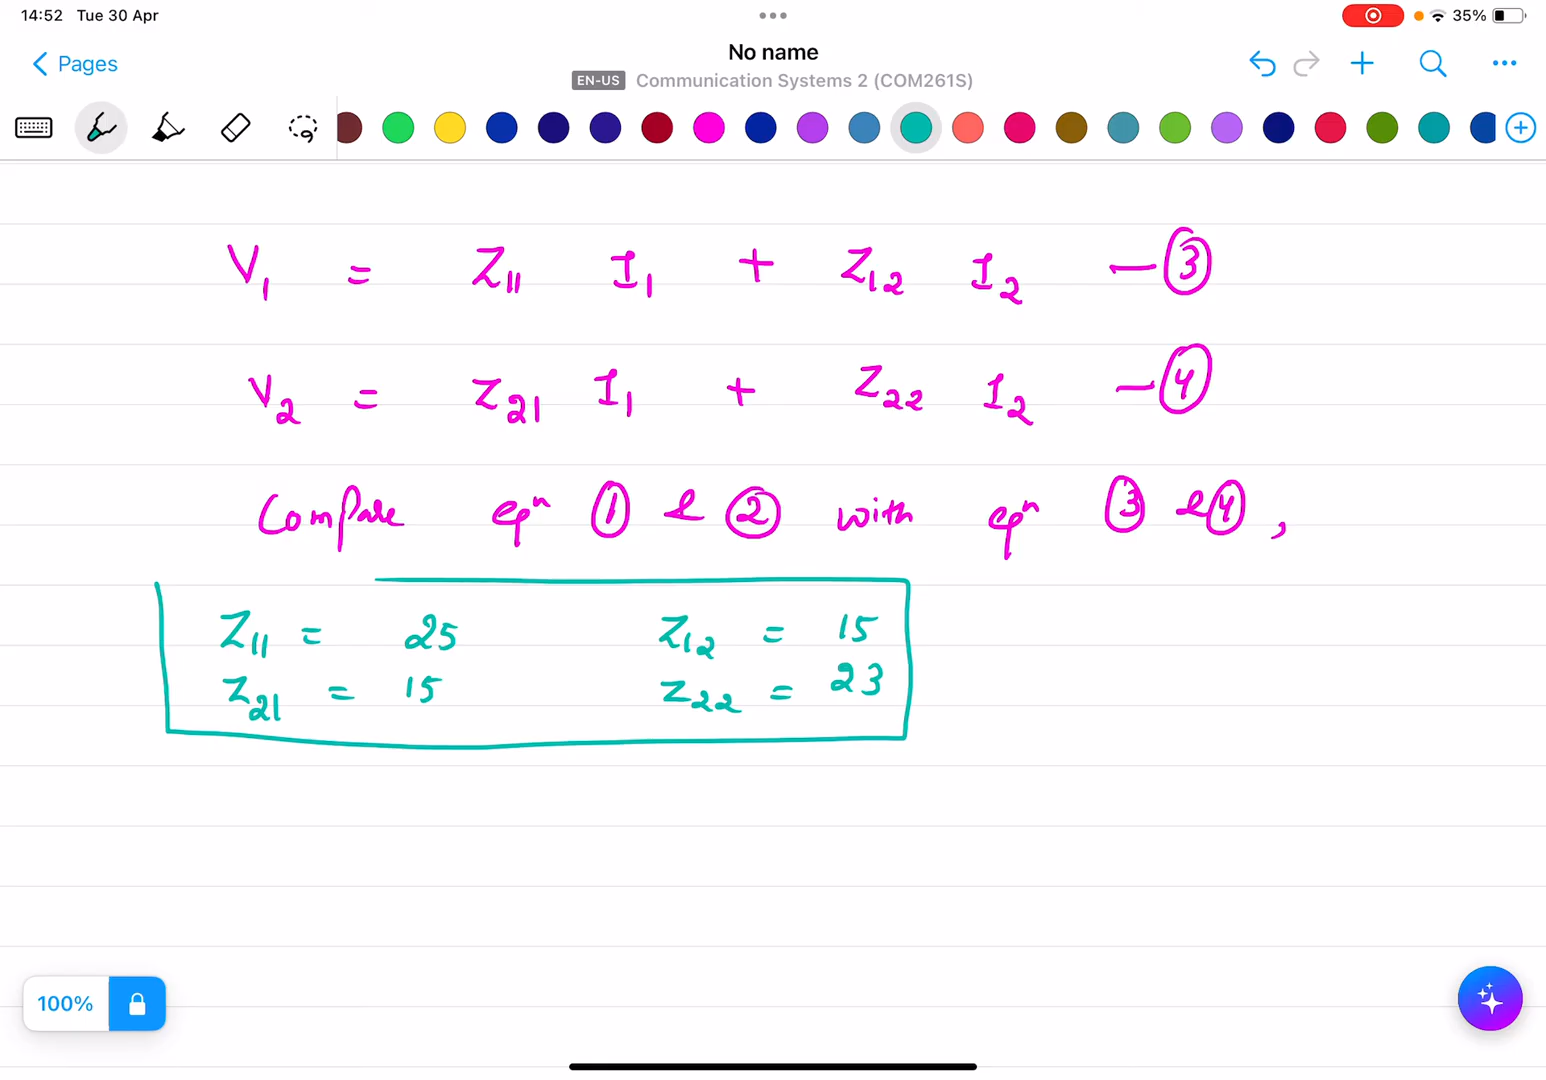 14:52 Tue 30 Apr 35%
Pages No name
EN-US Communication Systems 2 (COM261S)
V₁ = Z₁₁ I₁ + Z₁₂ I₂ — ③
V₂ = Z₂₁ I₁ + Z₂₂ I₂ — ④
Compare eqⁿ ① & ② with eqⁿ ③ & ④,
Z₁₁ = 25 Z₁₂ = 15
Z₂₁ = 15 Z₂₂ = 23
100%